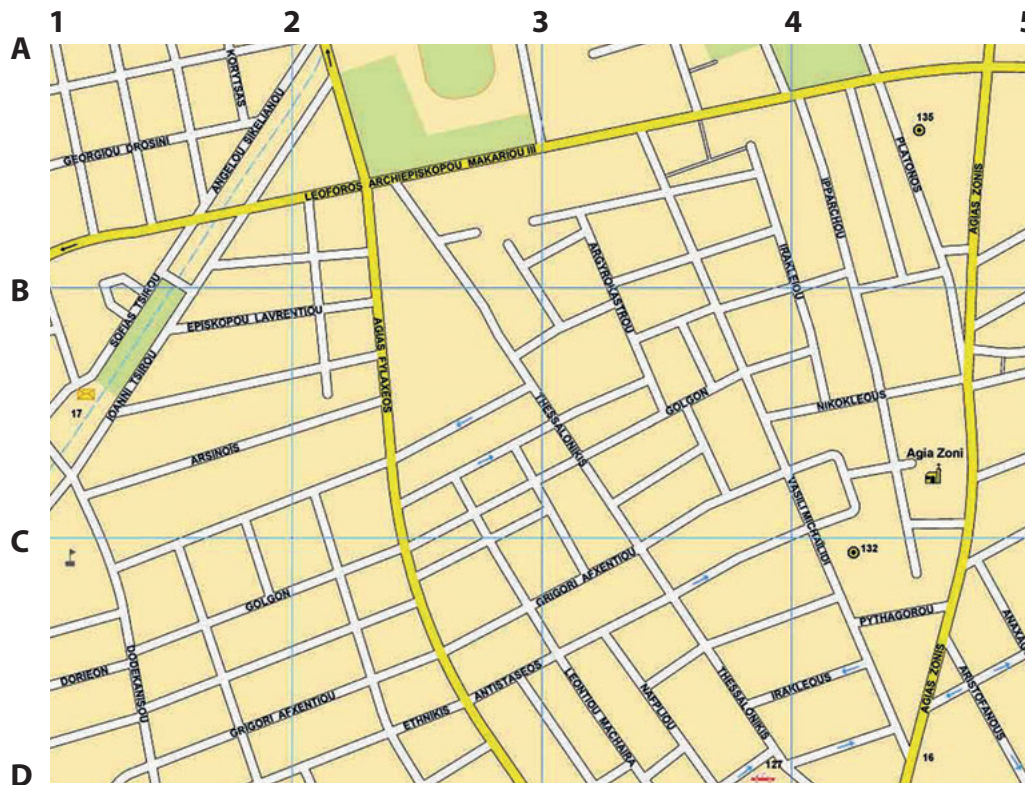 1 2 3 4 5
A
KORYTSAS
135
GEORGIOU DROSINI
ANGELOU SIKELIANOU
PLATONOS
LEOFOROS ARCHIEPISKOPOU MAKARIOU III
IPPARCHOU
AGIAS ZONIS
ARGYROKASTROU
IRAKLEIOU
B
SOFIAS TSIROU
EPISKOPOU LAVRENTIOU
IOANNI TSIROU
AGIAS FYLAXEOS
17
THESSALONIKIS
GOLGON
NIKOKLEOUS
ARSINOIS
Agia Zoni
VASILI MICHAILIDI
C
132
GRIGORI AFXENTIOU
GOLGON
PYTHAGOROU
ANAXAG
DORIEON
DODEKANISOU
ANTISTASEOS
ETHNIKIS
LEONTIOU MACHAIRA
NAFPLIOU
THESSALONIKIS
IRAKLEOUS
AGIAS ZONIS
ARISTOFANOUS
GRIGORI AFXENTIOU
16
127
D